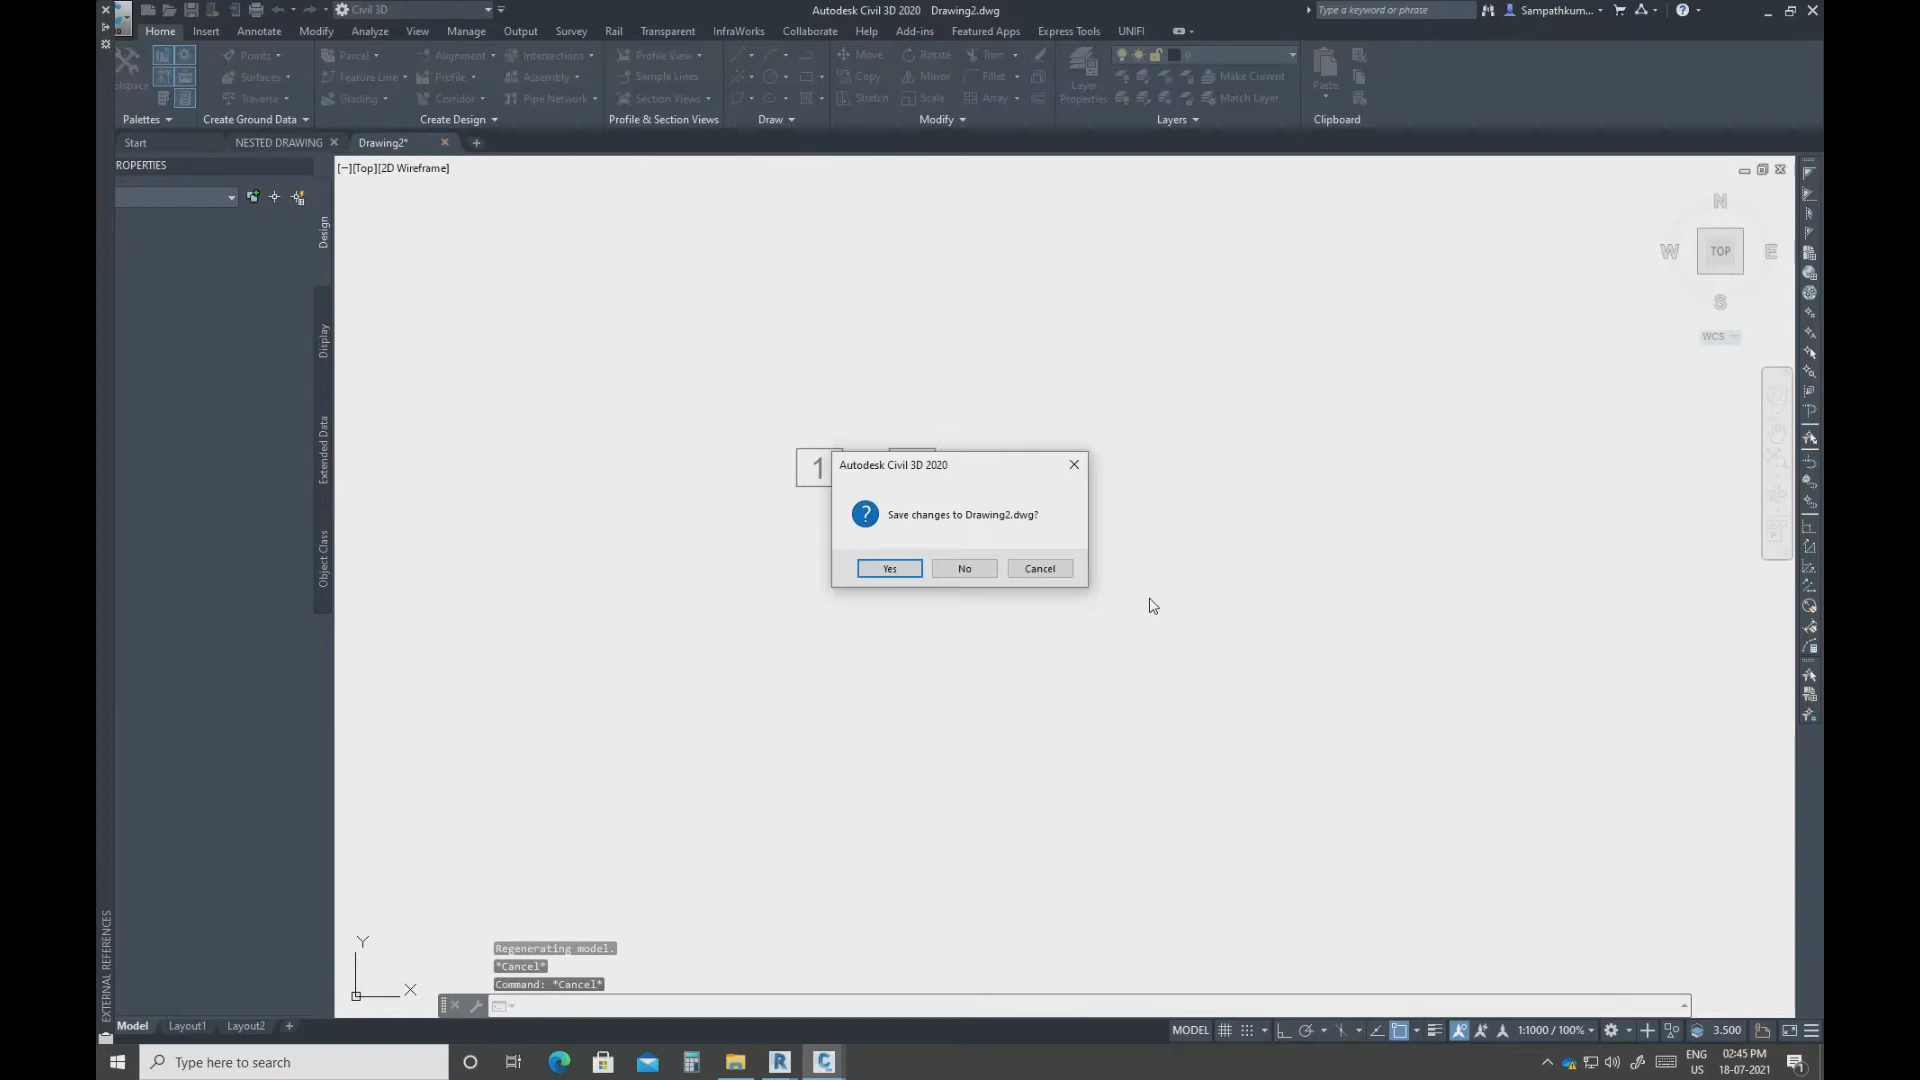 Civil 3D
Autodesk Civil 3D 2020 Drawing2.dwg
Type a keyword or phrase
Sampathkum...
Home Insert Annotate Modify Analyze View Manage Output Survey Rail Transparent InfraWorks Collaborate Help Add-ins Featured Apps Express Tools UNIFI
Points Parcel Alignment Intersections Profile View Move Rotate Trim 0
Surfaces Feature Line Profile Assembly Sample Lines Copy Mirror Fillet Make Current
Traverse Grading Corridor Pipe Network Section Views Stretch Scale Array Match Layer
Layer
Properties
Paste
Palettes Create Ground Data Create Design Profile & Section Views Draw Modify Layers Clipboard
Start NESTED DRAWING Drawing2*
ROPERTIES
Design
Display
Extended Data
Object Class
EXTERNAL REFERENCES
[−][Top][2D Wireframe]
N
W TOP E
S
WCS
1
Autodesk Civil 3D 2020
Save changes to Drawing2.dwg?
Yes No Cancel
Y
X
Regenerating model.
*Cancel*
Command: *Cancel*
Model Layout1 Layout2
MODEL 1:1000 / 100% 3.500
Type here to search
ENG
US
02:45 PM
18-07-2021